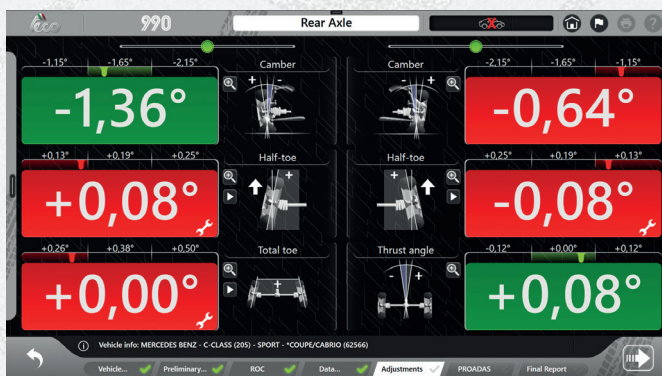 eco 990 Rear Axle
-1,15° -1,65° -2,15° Camber Camber -2,15° -1,65° -1,15°
-1,36° + - + - -0,64°
+0,13° +0,19° +0,25° Half-toe Half-toe +0,25° +0,19° +0,13°
+0,08° + + -0,08°
+0,26° +0,38° +0,50° Total toe Thrust angle -0,12° +0,00° +0,12°
+0,00° + - + +0,08°
Vehicle info: MERCEDES BENZ - C-CLASS (205) - SPORT - *COUPE/CABRIO (62566)
Vehicle... Preliminary... ROC Data... Adjustments PROADAS Final Report